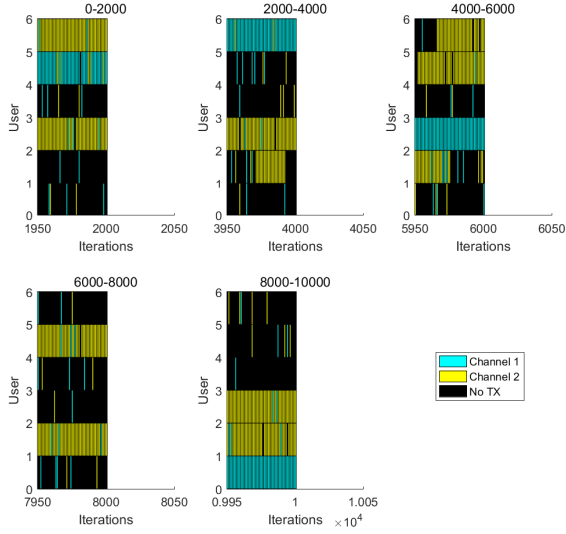 0-2000
2000-4000
4000-6000
6
5
4
3
2
1
0
User
1950 2000 2050
Iterations
6
5
4
3
2
1
0
User
3950 4000 4050
Iterations
6
5
4
3
2
1
0
User
5950 6000 6050
Iterations
6000-8000
8000-10000
6
5
4
3
2
1
0
User
7950 8000 8050
Iterations
6
5
4
3
2
1
0
User
0.995 1 1.005
Iterations ×10⁴
Channel 1
Channel 2
No TX